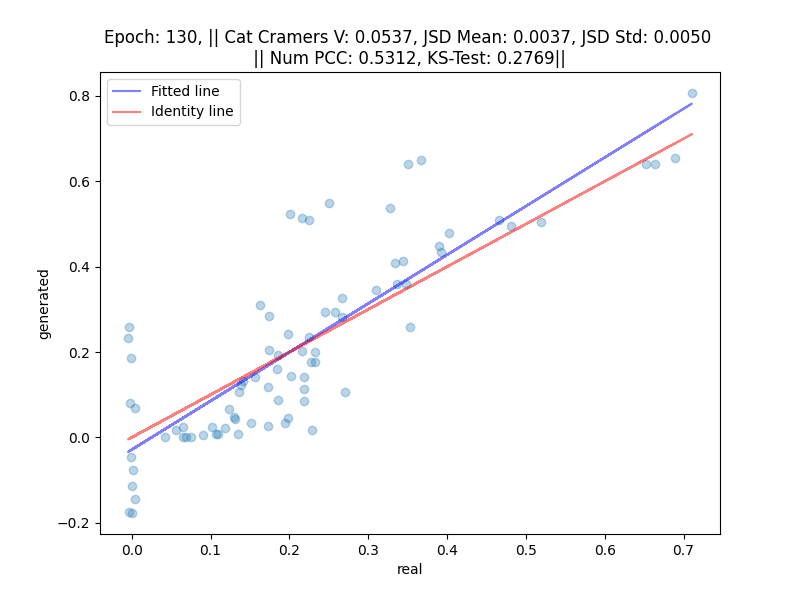 Epoch: 130, || Cat Cramers V: 0.0537, JSD Mean: 0.0037, JSD Std: 0.0050
|| Num PCC: 0.5312, KS-Test: 0.2769||
Fitted line
Identity line
0.8
0.6
0.4
0.2
0.0
−0.2
generated
0.0 0.1 0.2 0.3 0.4 0.5 0.6 0.7
real